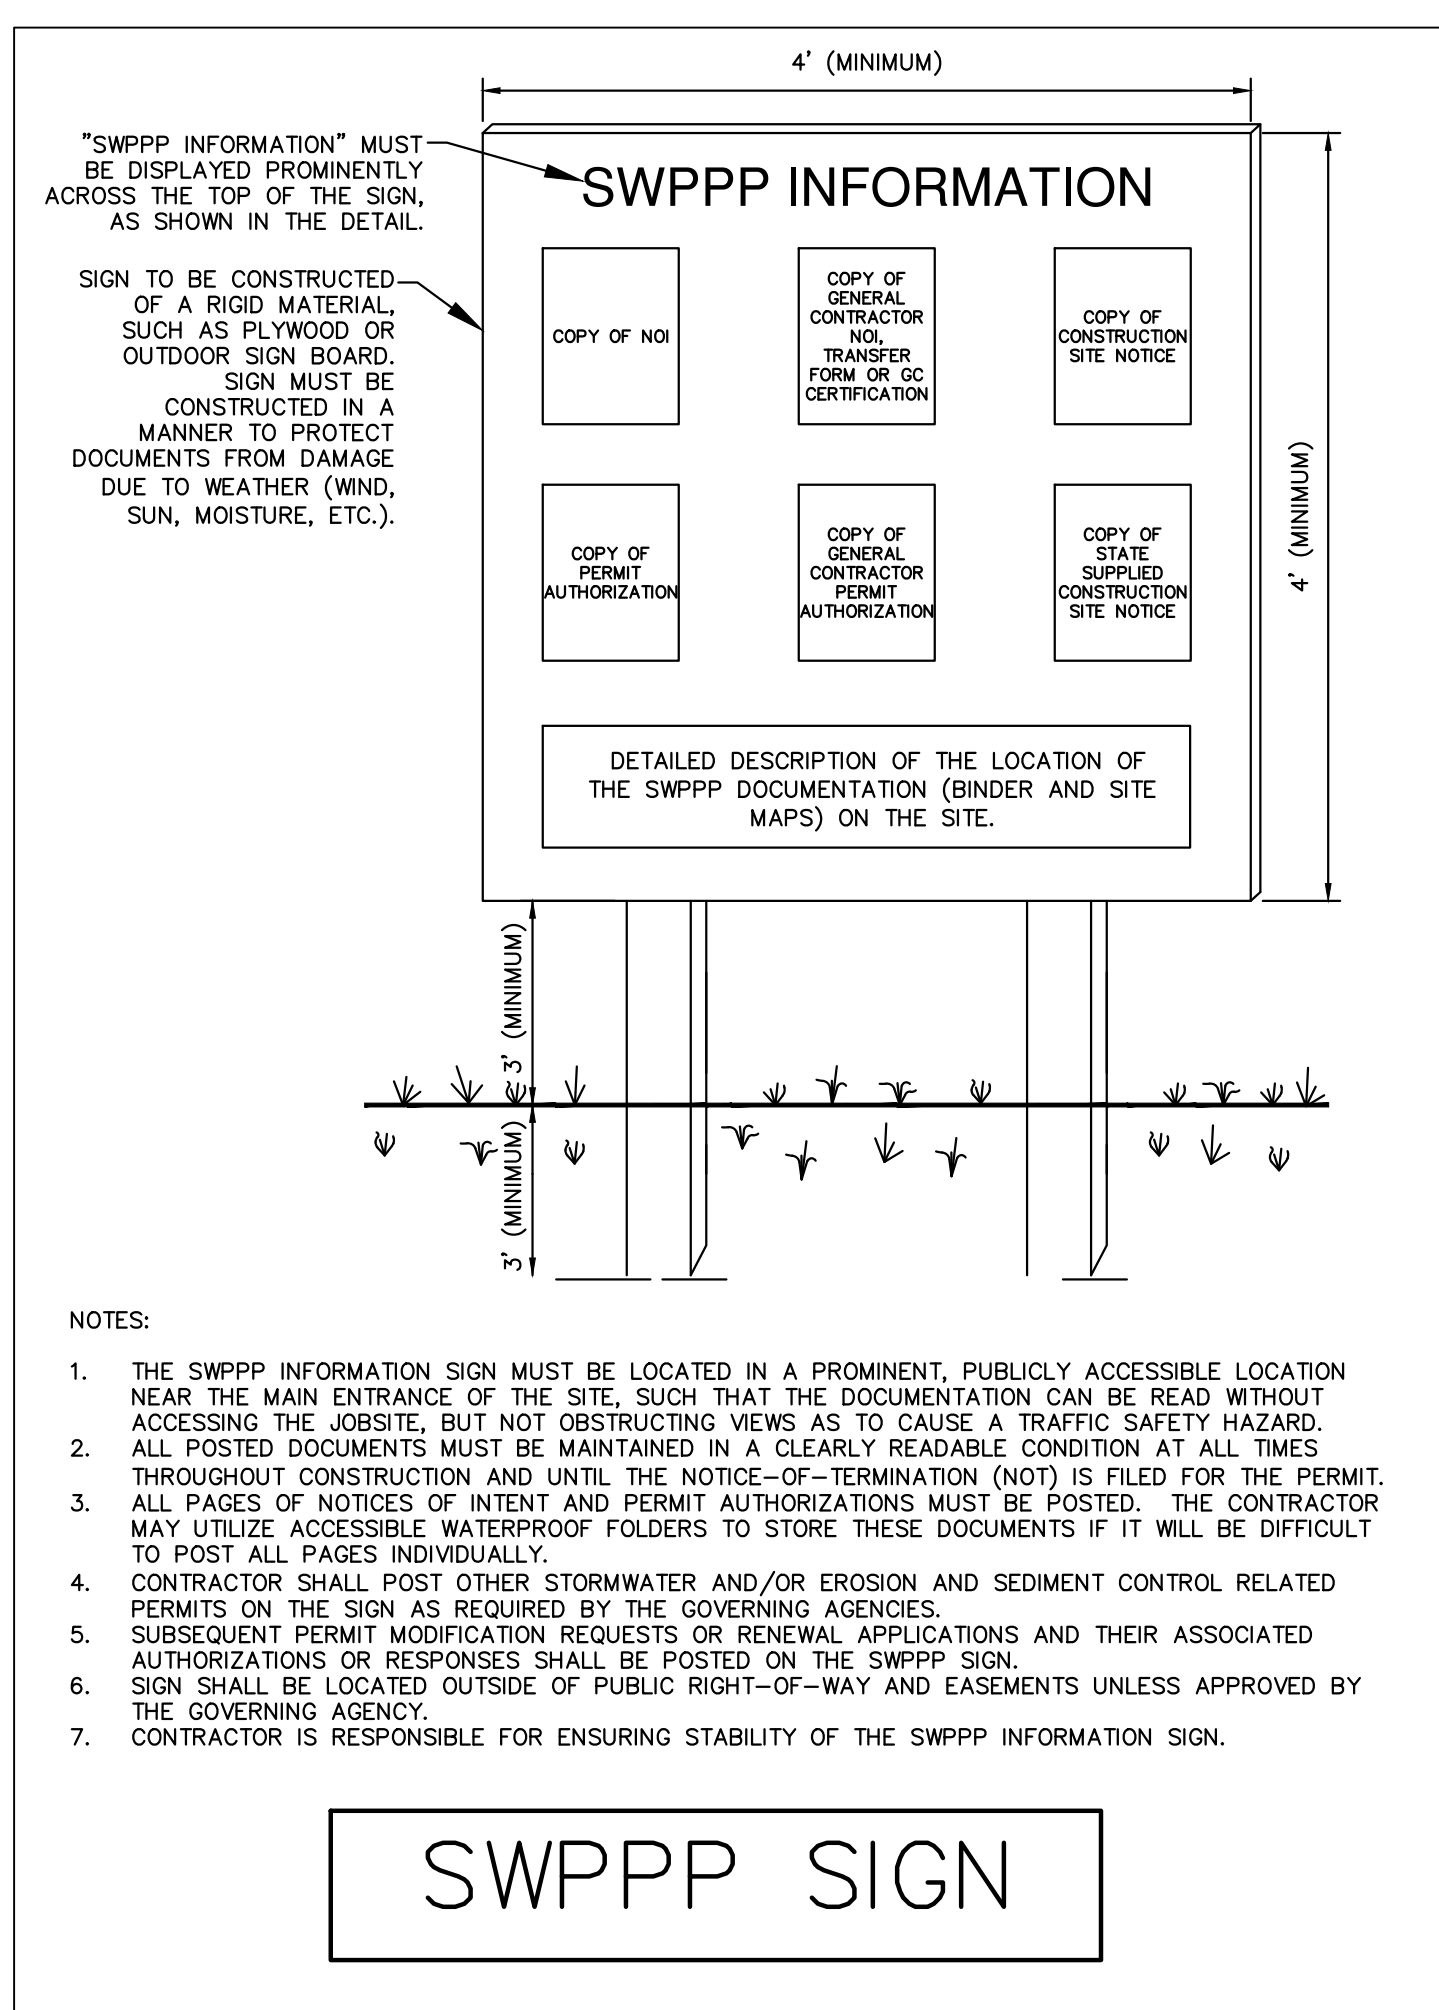 4' (MINIMUM)
"SWPPP INFORMATION" MUST
BE DISPLAYED PROMINENTLY
ACROSS THE TOP OF THE SIGN,
AS SHOWN IN THE DETAIL.
SWPPP INFORMATION
SIGN TO BE CONSTRUCTED
OF A RIGID MATERIAL,
SUCH AS PLYWOOD OR
OUTDOOR SIGN BOARD.
SIGN MUST BE
CONSTRUCTED IN A
MANNER TO PROTECT
DOCUMENTS FROM DAMAGE
DUE TO WEATHER (WIND,
SUN, MOISTURE, ETC.).
COPY OF NOI
COPY OF
GENERAL
CONTRACTOR
NOI,
TRANSFER
FORM OR GC
CERTIFICATION
COPY OF
CONSTRUCTION
SITE NOTICE
4' (MINIMUM)
COPY OF
PERMIT
AUTHORIZATION
COPY OF
GENERAL
CONTRACTOR
PERMIT
AUTHORIZATION
COPY OF
STATE
SUPPLIED
CONSTRUCTION
SITE NOTICE
DETAILED DESCRIPTION OF THE LOCATION OF
THE SWPPP DOCUMENTATION (BINDER AND SITE
MAPS) ON THE SITE.
3' (MINIMUM)
3' (MINIMUM)
NOTES:
1. THE SWPPP INFORMATION SIGN MUST BE LOCATED IN A PROMINENT, PUBLICLY ACCESSIBLE LOCATION
NEAR THE MAIN ENTRANCE OF THE SITE, SUCH THAT THE DOCUMENTATION CAN BE READ WITHOUT
ACCESSING THE JOBSITE, BUT NOT OBSTRUCTING VIEWS AS TO CAUSE A TRAFFIC SAFETY HAZARD.
2. ALL POSTED DOCUMENTS MUST BE MAINTAINED IN A CLEARLY READABLE CONDITION AT ALL TIMES
THROUGHOUT CONSTRUCTION AND UNTIL THE NOTICE-OF-TERMINATION (NOT) IS FILED FOR THE PERMIT.
3. ALL PAGES OF NOTICES OF INTENT AND PERMIT AUTHORIZATIONS MUST BE POSTED. THE CONTRACTOR
MAY UTILIZE ACCESSIBLE WATERPROOF FOLDERS TO STORE THESE DOCUMENTS IF IT WILL BE DIFFICULT
TO POST ALL PAGES INDIVIDUALLY.
4. CONTRACTOR SHALL POST OTHER STORMWATER AND/OR EROSION AND SEDIMENT CONTROL RELATED
PERMITS ON THE SIGN AS REQUIRED BY THE GOVERNING AGENCIES.
5. SUBSEQUENT PERMIT MODIFICATION REQUESTS OR RENEWAL APPLICATIONS AND THEIR ASSOCIATED
AUTHORIZATIONS OR RESPONSES SHALL BE POSTED ON THE SWPPP SIGN.
6. SIGN SHALL BE LOCATED OUTSIDE OF PUBLIC RIGHT-OF-WAY AND EASEMENTS UNLESS APPROVED BY
THE GOVERNING AGENCY.
7. CONTRACTOR IS RESPONSIBLE FOR ENSURING STABILITY OF THE SWPPP INFORMATION SIGN.
SWPPP SIGN